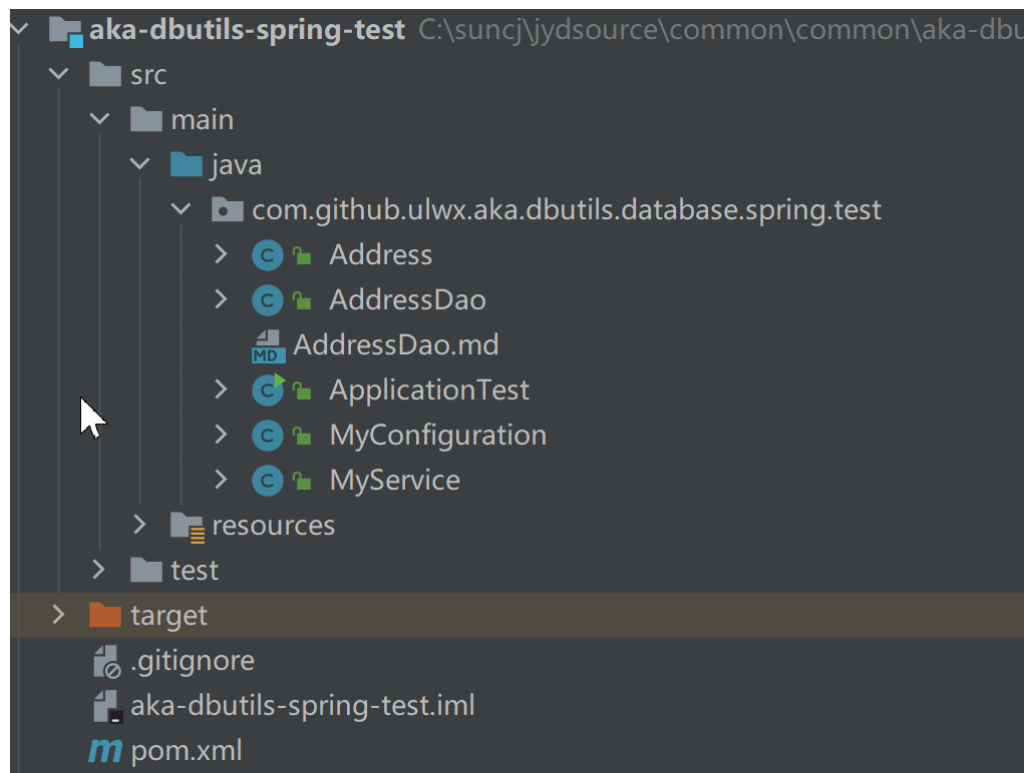 aka-dbutils-spring-test C:\suncj\jydsource\common\common\aka-dbu
src
main
java
com.github.ulwx.aka.dbutils.database.spring.test
C Address
C AddressDao
MD AddressDao.md
C ApplicationTest
C MyConfiguration
C MyService
resources
test
target
.gitignore
aka-dbutils-spring-test.iml
m pom.xml